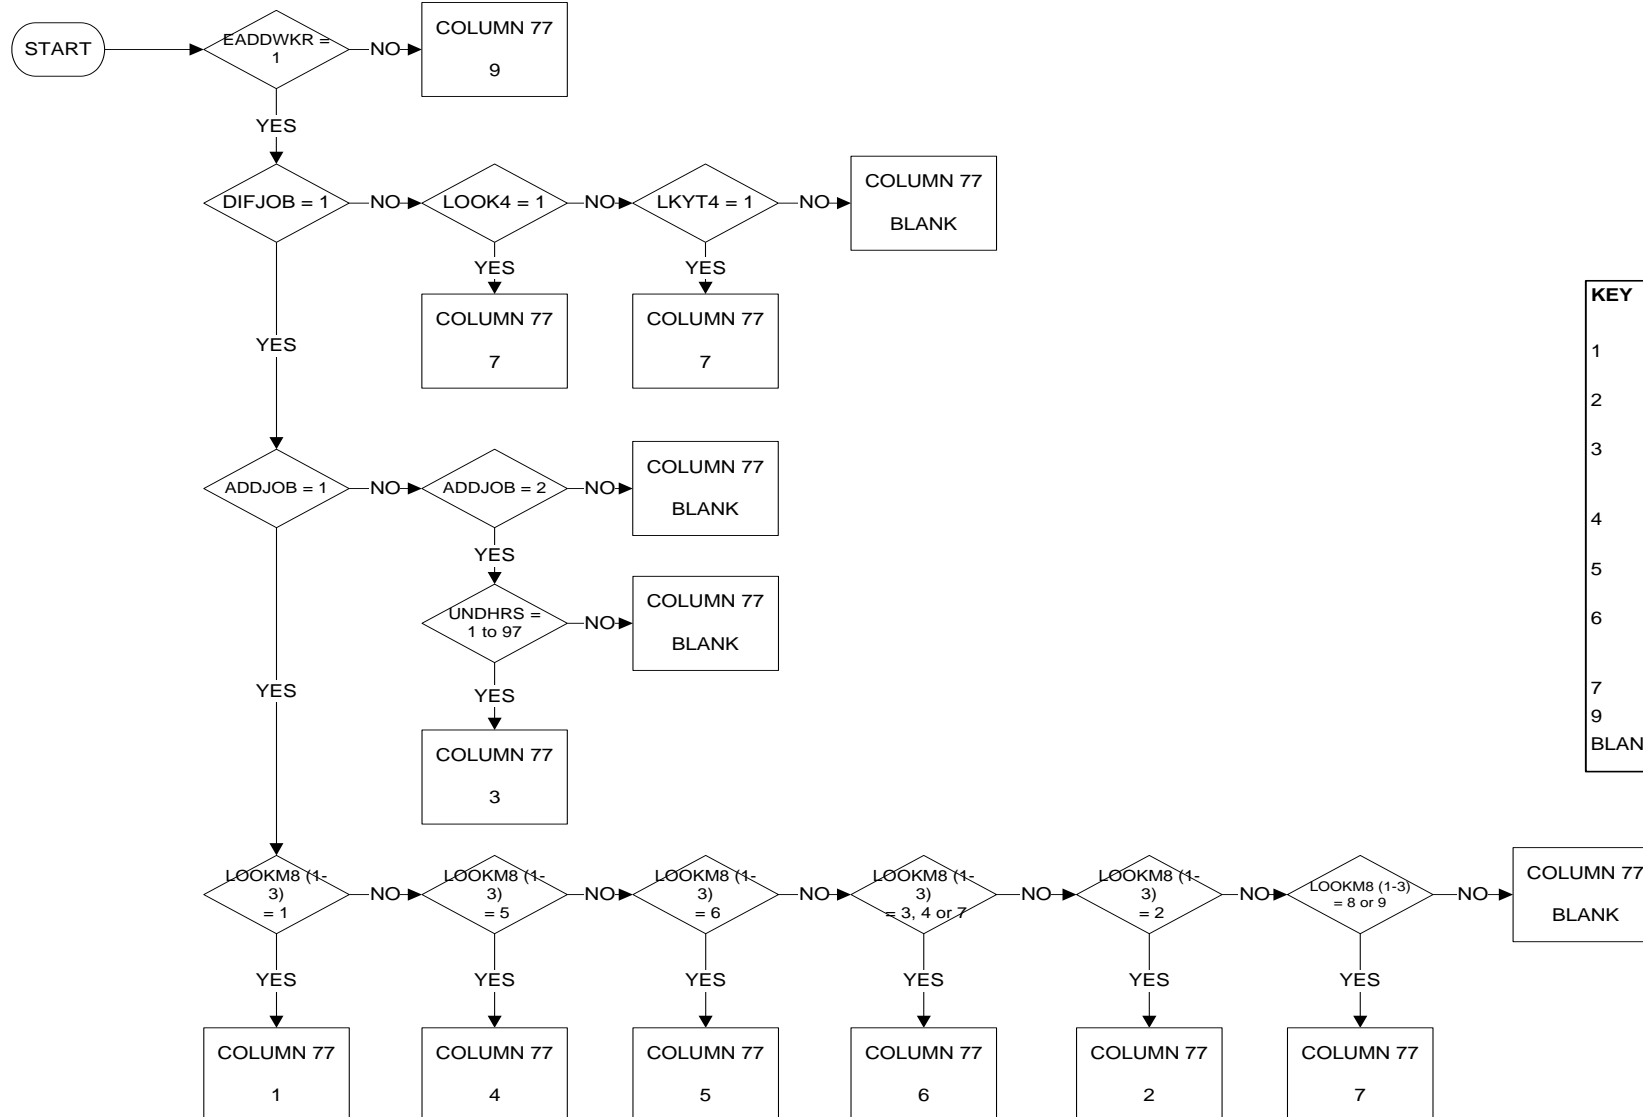 START
EADDWKR =
1
NO
COLUMN 77
9
YES
DIFJOB = 1
NO
LOOK4 = 1
NO
LKYT4 = 1
NO
COLUMN 77
BLANK
YES
YES
COLUMN 77
7
COLUMN 77
7
YES
KEY
1
2
3
4
5
6
7
9
BLAN
ADDJOB = 1
NO
ADDJOB = 2
NO
COLUMN 77
BLANK
YES
UNDHRS =
1 to 97
NO
COLUMN 77
BLANK
YES
YES
COLUMN 77
3
LOOKM8 (1-
3)
= 1
NO
LOOKM8 (1-
3)
= 5
NO
LOOKM8 (1-
3)
= 6
NO
LOOKM8 (1-
3)
= 3, 4 or 7
NO
LOOKM8 (1-
3)
= 2
NO
LOOKM8 (1-3)
= 8 or 9
NO
COLUMN 77
BLANK
YES
YES
YES
YES
YES
YES
COLUMN 77
1
COLUMN 77
4
COLUMN 77
5
COLUMN 77
6
COLUMN 77
2
COLUMN 77
7